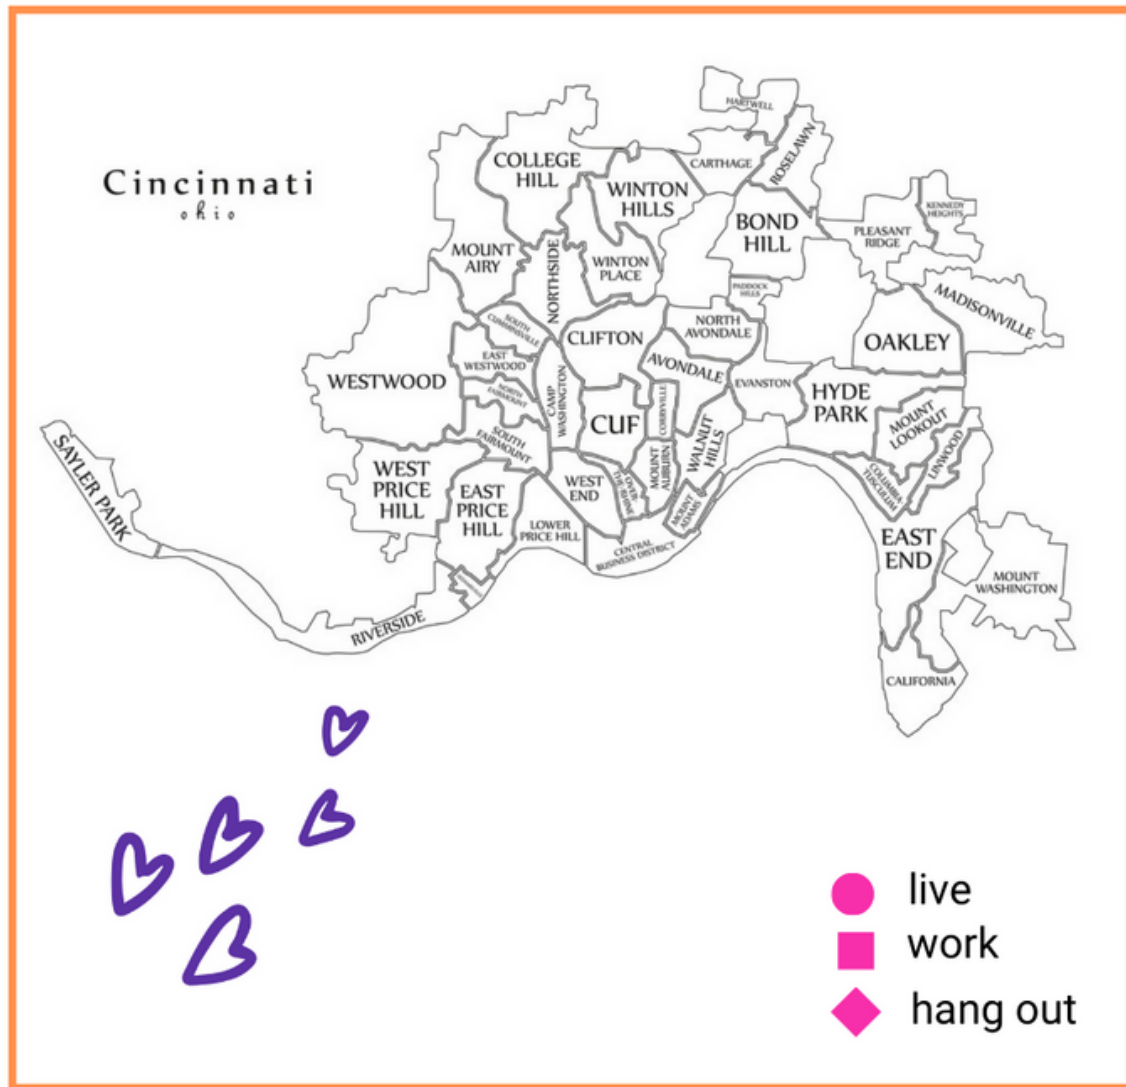 Cincinnati
ohio
HARTWELL
CARTHAGE
ROSELAWN
COLLEGE
HILL
WINTON
HILLS
BOND
HILL
KENNEDY
HEIGHTS
PLEASANT
RIDGE
MOUNT
AIRY
NORTHSIDE
WINTON
PLACE
PADDOCK
HILLS
MADISONVILLE
SOUTH
CUMMINSVILLE
CLIFTON
NORTH
AVONDALE
OAKLEY
WESTWOOD
EAST
WESTWOOD
NORTH
FAIRMOUNT
CAMP
WASHINGTON
AVONDALE
EVANSTON
HYDE
PARK
CUF
CORRYVILLE
WALNUT
HILLS
MOUNT
LOOKOUT
LINWOOD
SAYLER PARK
SOUTH
FAIRMOUNT
WEST
PRICE
HILL
EAST
PRICE
HILL
WEST
END
OVER-
THE-RHINE
MOUNT
AUBURN
MOUNT
ADAMS
COLUMBIA
TUSCULUM
LOWER
PRICE HILL
CENTRAL
BUSINESS DISTRICT
EAST
END
MOUNT
WASHINGTON
RIVERSIDE
CALIFORNIA
live
work
hang out